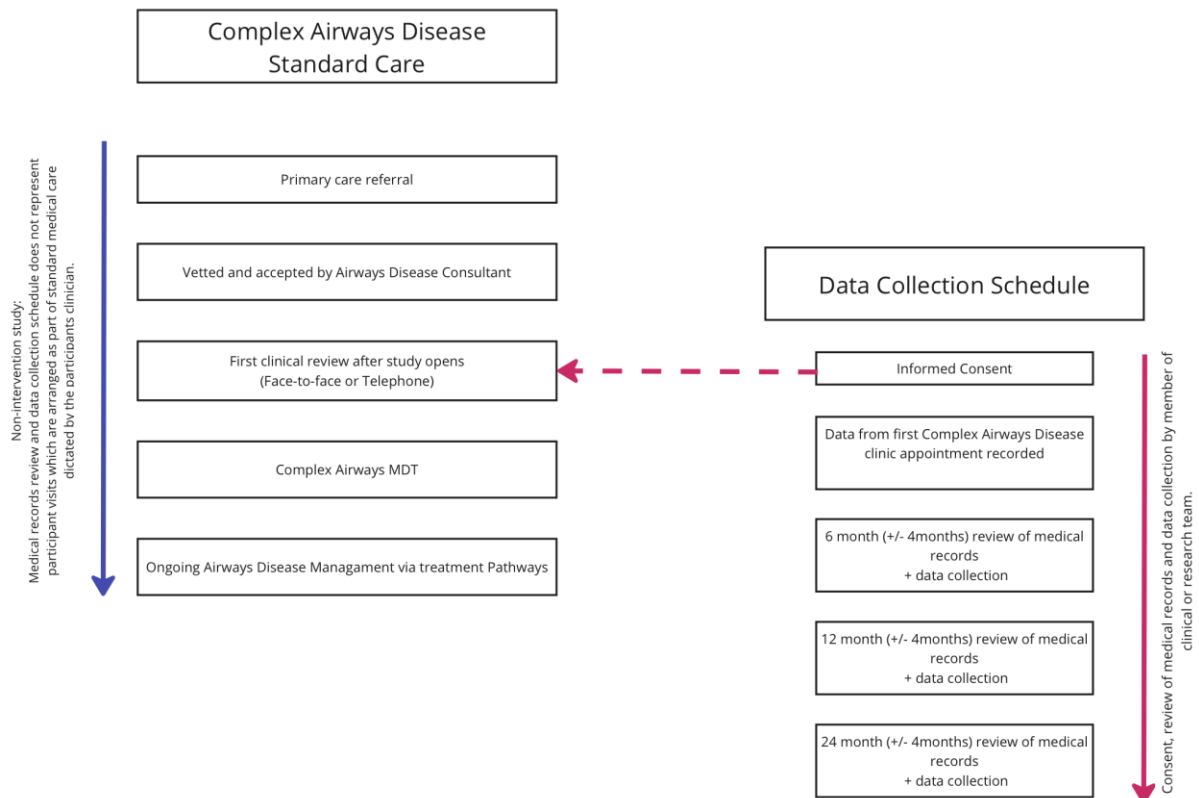 Complex Airways Disease
Standard Care
Non-intervention study:
Medical records review and data collection schedule does not represent
participant visits which are arranged as part of standard medical care
dictated by the participants clinician.
Primary care referral
Vetted and accepted by Airways Disease Consultant
First clinical review after study opens
(Face-to-face or Telephone)
Complex Airways MDT
Ongoing Airways Disease Managament via treatment Pathways
Data Collection Schedule
Informed Consent
Data from first Complex Airways Disease
clinic appointment recorded
6 month (+/- 4months) review of medical
records
+ data collection
12 month (+/- 4months) review of medical
records
+ data collection
24 month (+/- 4months) review of medical
records
+ data collection
Consent, review of medical records and data collection by member of
clinical or research team.